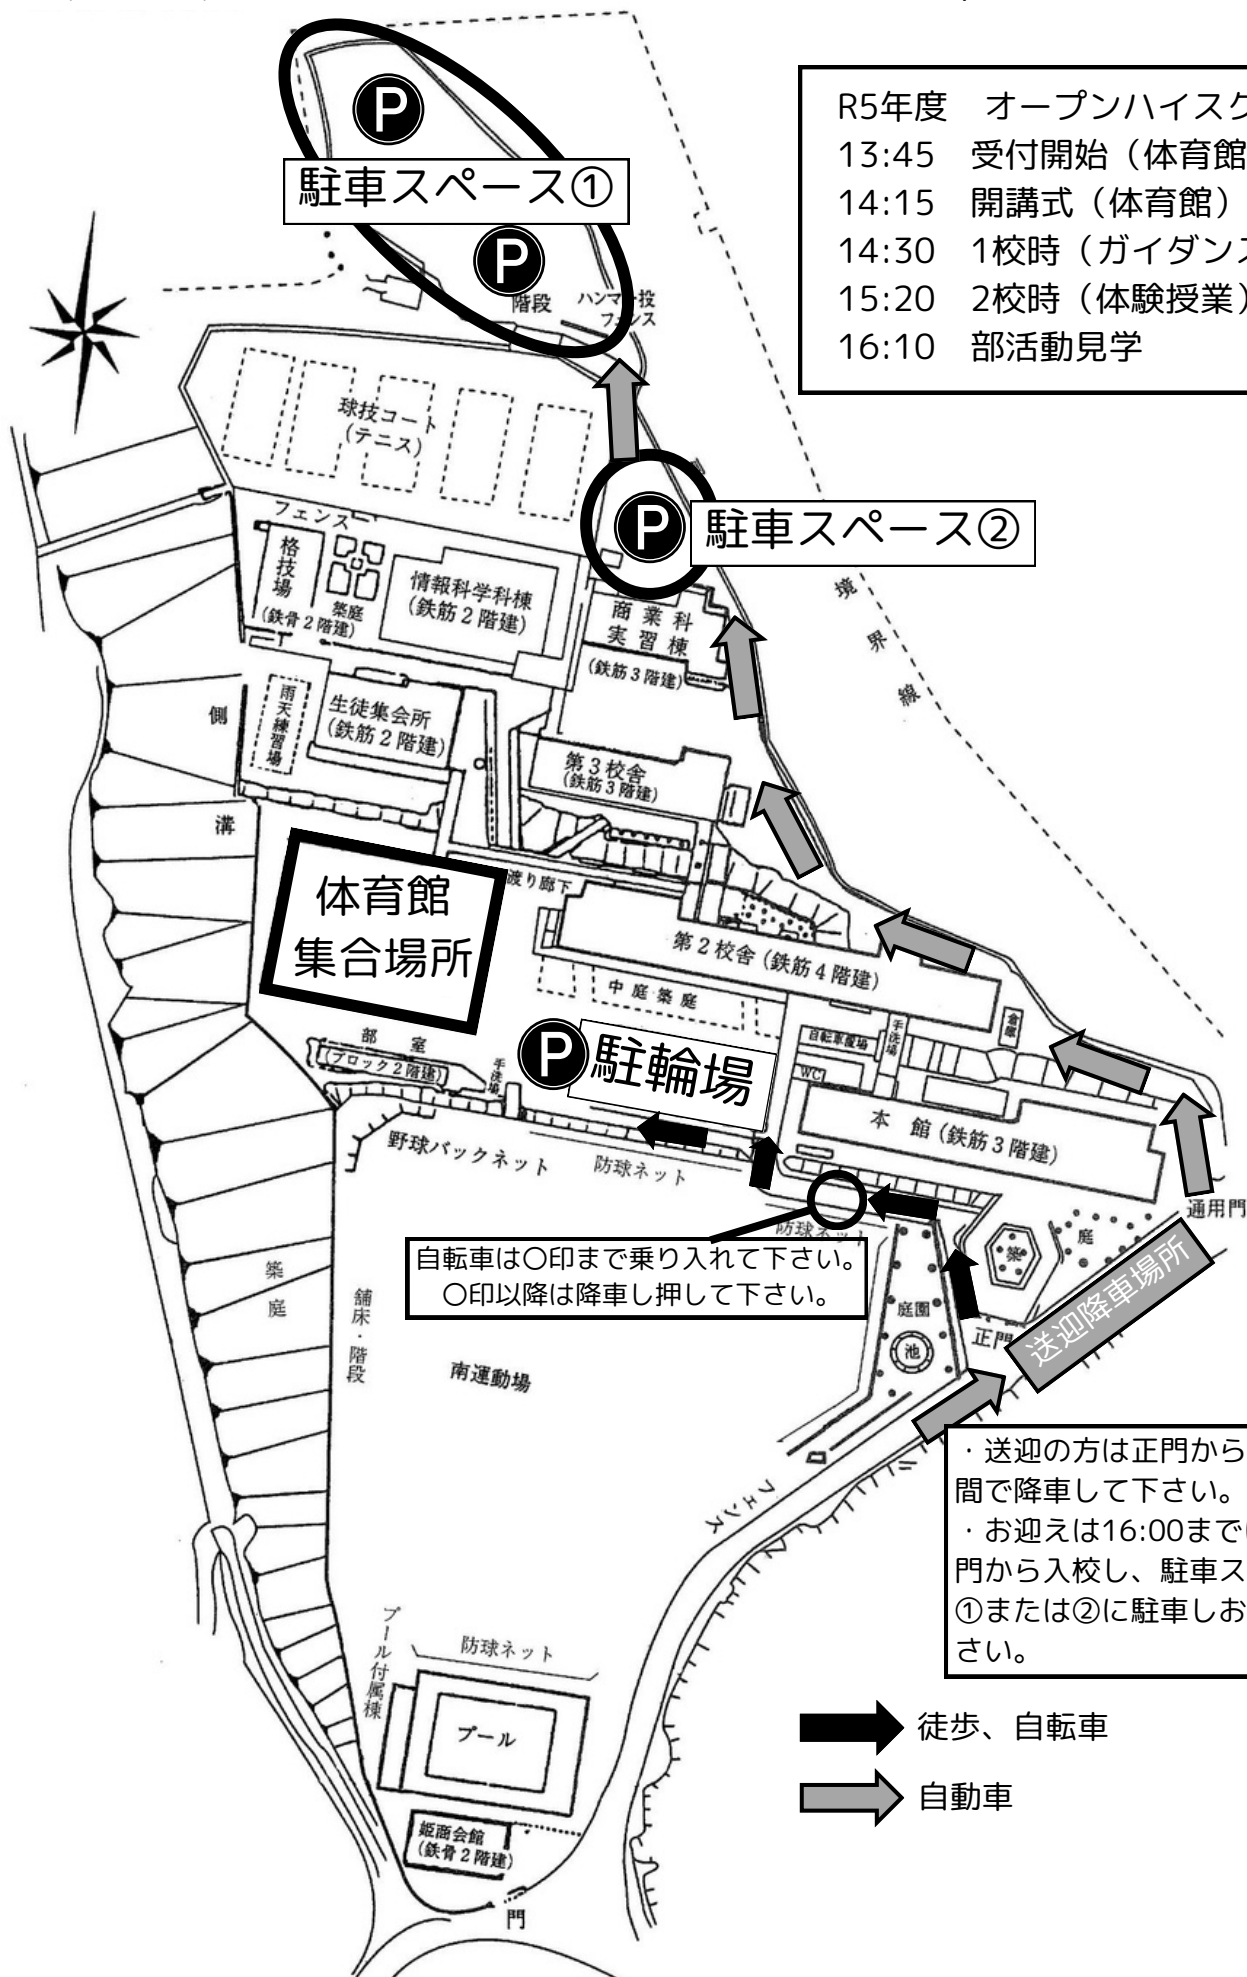 R5年度　オープンハイスク
13:45　受付開始（体育館
14:15　開講式（体育館）
14:30　1校時（ガイダンス
15:20　2校時（体験授業）
16:10　部活動見学
P
駐車スペース①
P
階段
ハンマー投
フェンス
球技コート
(テニス)
P
駐車スペース②
境界線
フェンス
格技場
(鉄骨2階建)
築庭
情報科学科棟
(鉄筋2階建)
商業科
実習棟
(鉄筋3階建)
雨天練習場
生徒集会所
(鉄筋2階建)
第3校舎
(鉄筋3階建)
側溝
体育館
集合場所
渡り廊下
第2校舎(鉄筋4階建)
中庭築庭
部室
(ブロック2階建)
手洗場
P
駐輪場
自転車置場
手洗場
倉庫
WC
本館(鉄筋3階建)
野球バックネット
防球ネット
防球ネット
通用門
自転車は〇印まで乗り入れて下さい。
〇印以降は降車し押して下さい。
築庭
築
庭
庭園
池
正門
送迎降車場所
舗床・階段
南運動場
フェンス
・送迎の方は正門から
間で降車して下さい。
・お迎えは16:00まで
門から入校し、駐車ス
①または②に駐車しお
さい。
プール付属棟
防球ネット
プール
姫商会館
(鉄骨2階建)
門
徒歩、自転車
自動車